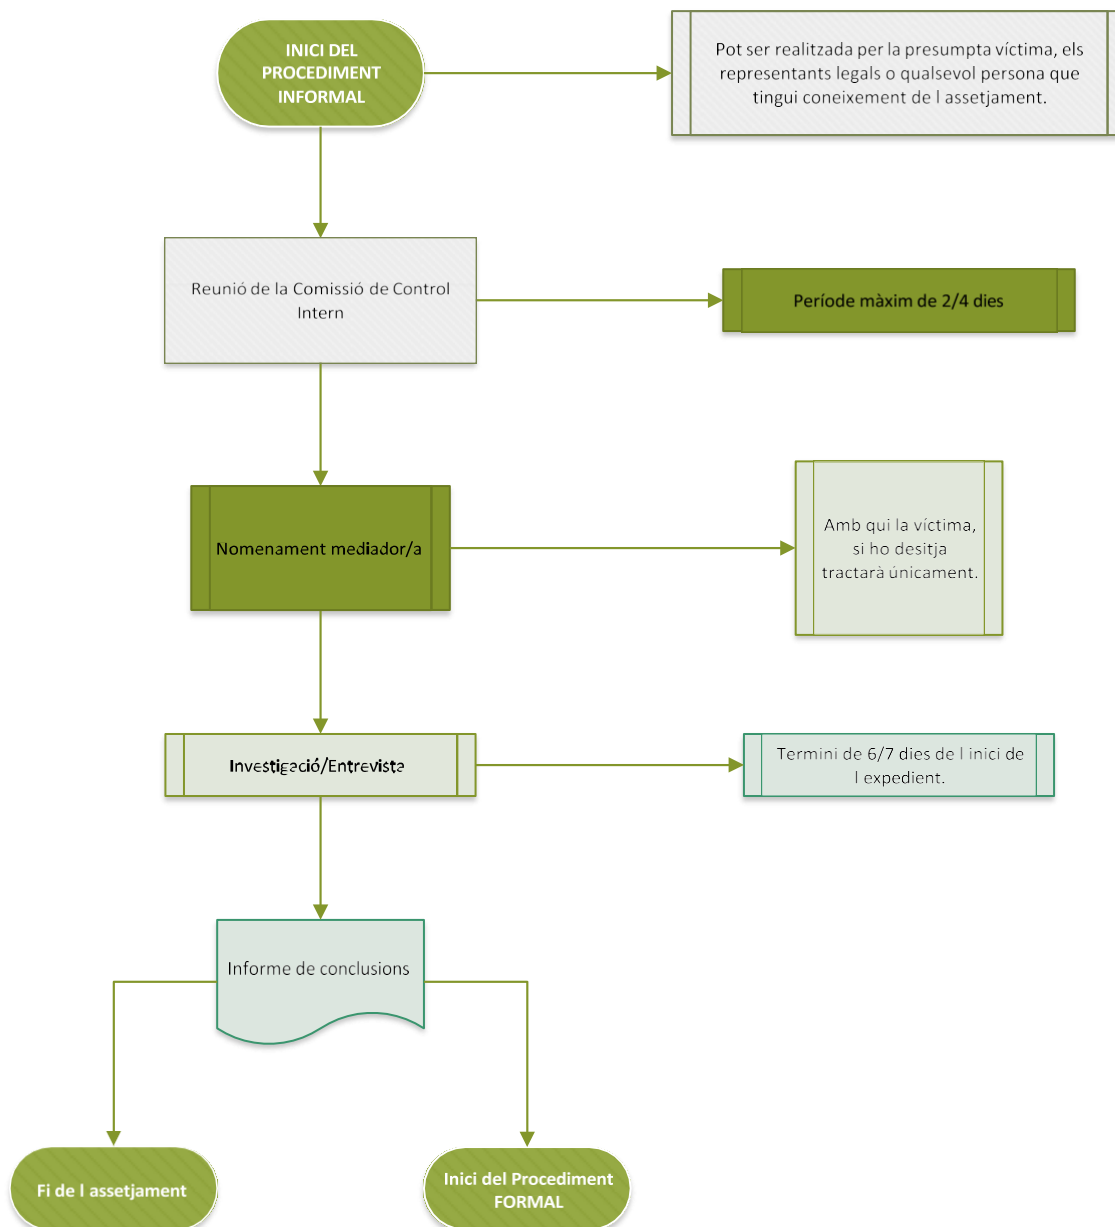 INICI DEL
PROCEDIMENT
INFORMAL
Pot ser realitzada per la presumpta víctima, els
representants legals o qualsevol persona que
tingui coneixement de l assetjament.
Reunió de la Comissió de Control
Intern
Període màxim de 2/4 dies
Nomenament mediador/a
Amb qui la víctima,
si ho desitja
tractarà únicament.
Investigació/Entrevista
Termini de 6/7 dies de l inici de
l expedient.
Informe de conclusions
Fi de l assetjament
Inici del Procediment
FORMAL